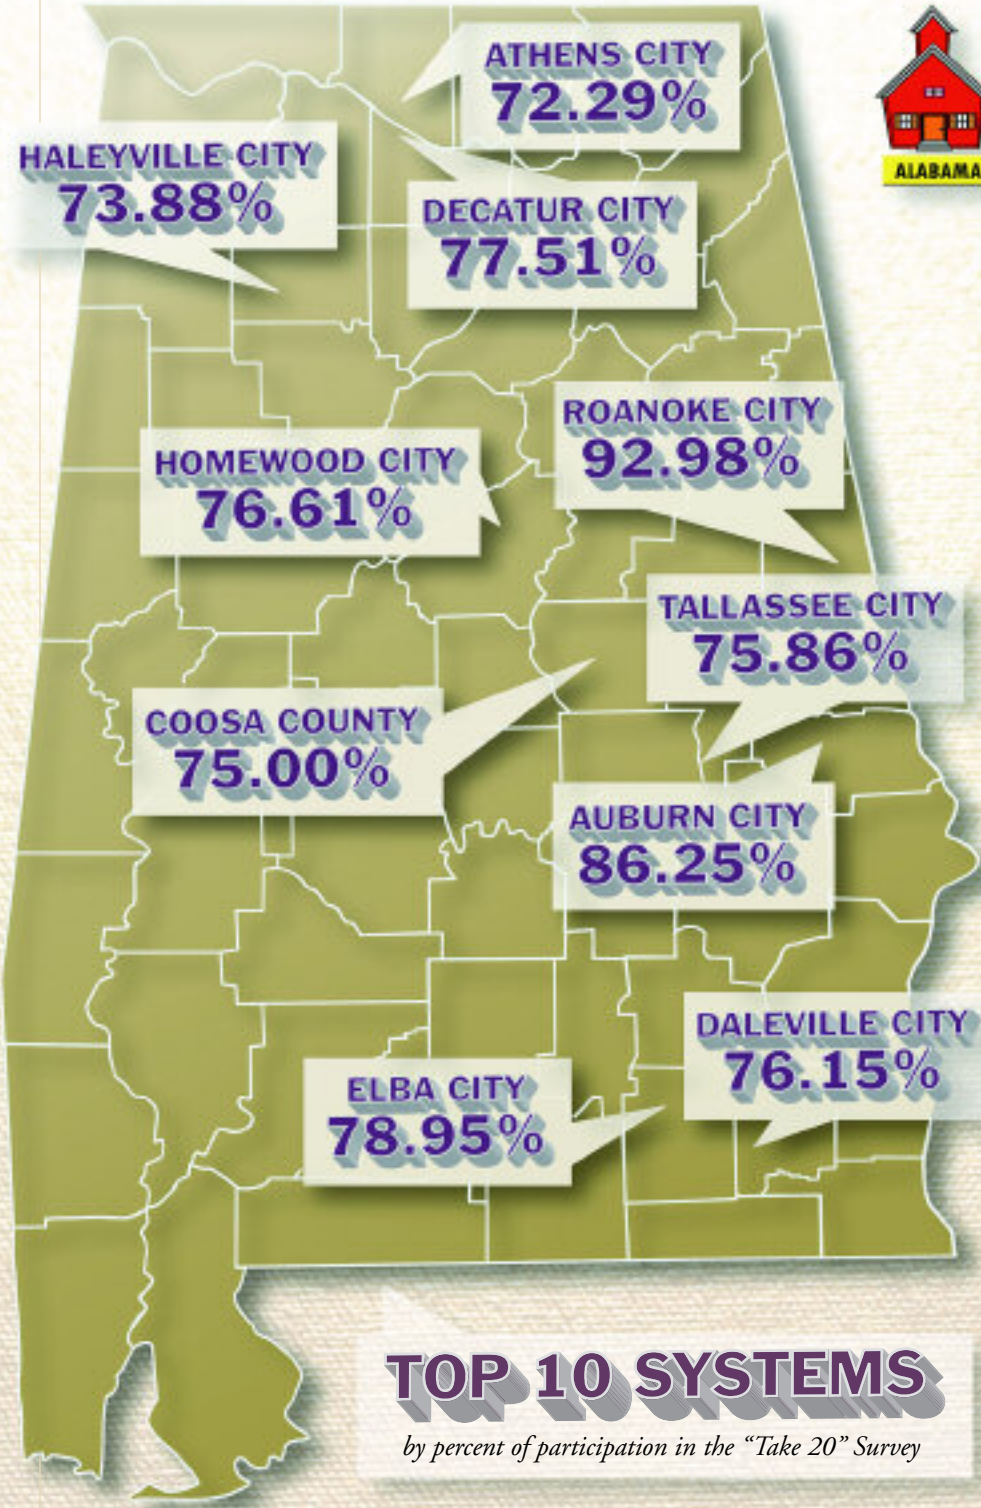 ATHENS CITY
72.29%
ALABAMA
HALEYVILLE CITY
73.88%
DECATUR CITY
77.51%
ROANOKE CITY
92.98%
HOMEWOOD CITY
76.61%
TALLASSEE CITY
75.86%
COOSA COUNTY
75.00%
AUBURN CITY
86.25%
DALEVILLE CITY
76.15%
ELBA CITY
78.95%
TOP 10 SYSTEMS
by percent of participation in the “Take 20” Survey